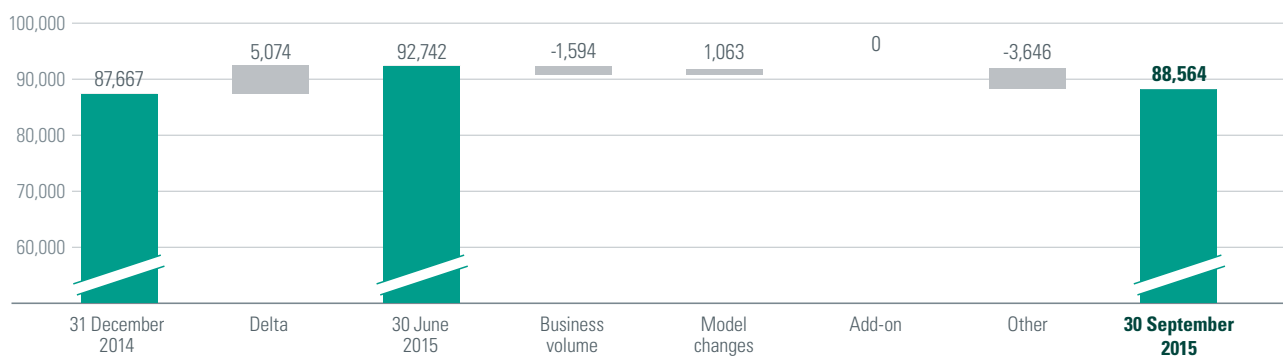 100,000
90,000
80,000
70,000
60,000
87,667
5,074
92,742
-1,594
1,063
0
-3,646
88,564
31 December
2014
Delta
30 June
2015
Business
volume
Model
changes
Add-on
Other
30 September
2015